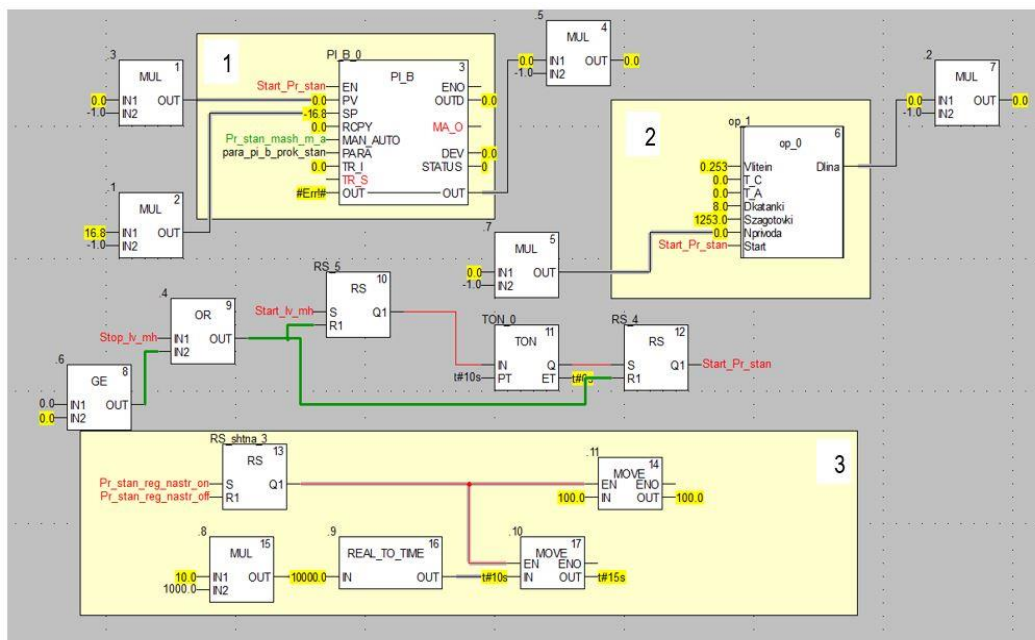 .5
4
MUL
0.0
IN1
OUT
0.0
-1.0
IN2
.3
1
MUL
0.0
IN1
OUT
-1.0
IN2
1
PI_B_0
3
PI_B
Start_Pr_stan
EN
ENO
0.0
PV
OUTD
0.0
-16.8
SP
0.0
RCPY
MA_O
Pr_stan_mash_m_a
MAN_AUTO
para_pi_b_prok_stan
PARA
DEV
0.0
0.0
TR_I
STATUS
0
TR_S
#Err!#
OUT
OUT
.2
7
MUL
0.0
IN1
OUT
0.0
-1.0
IN2
.1
2
MUL
16.8
IN1
OUT
-1.0
IN2
2
op_1
6
op_0
0.253
Vlitein
Dlina
0.0
T_C
0.0
T_A
8.0
Dkatanki
1253.0
Szagotovki
0.0
Nprivoda
Start_Pr_stan
Start
.7
5
MUL
0.0
IN1
OUT
-1.0
IN2
RS_5
10
RS
Start_lv_mh
S
Q1
R1
.4
9
OR
Stop_lv_mh
IN1
OUT
IN2
.6
8
GE
0.0
IN1
OUT
0.0
IN2
TON_0
11
TON
IN
Q
t#10s
PT
ET
t#0s
RS_4
12
RS
S
Q1
Start_Pr_stan
R1
3
RS_shtna_3
13
RS
Pr_stan_reg_nastr_on
S
Q1
Pr_stan_reg_nastr_off
R1
.11
14
MOVE
EN
ENO
100.0
IN
OUT
100.0
.8
15
MUL
10.0
IN1
OUT
1000.0
IN2
.9
16
REAL_TO_TIME
10000.0
IN
OUT
.10
17
MOVE
EN
ENO
t#10s
IN
OUT
t#15s